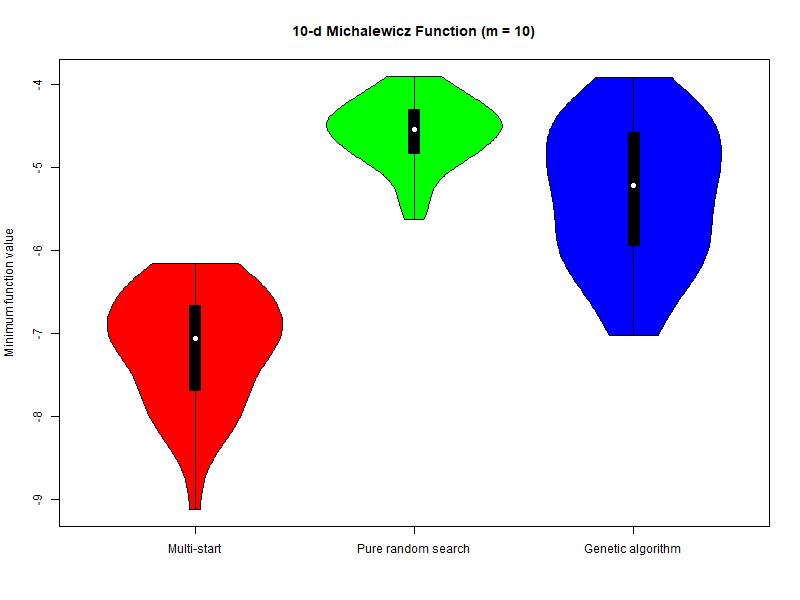 10-d Michalewicz Function (m = 10)
Minimum function value
-4
-5
-6
-7
-8
-9
Multi-start
Pure random search
Genetic algorithm